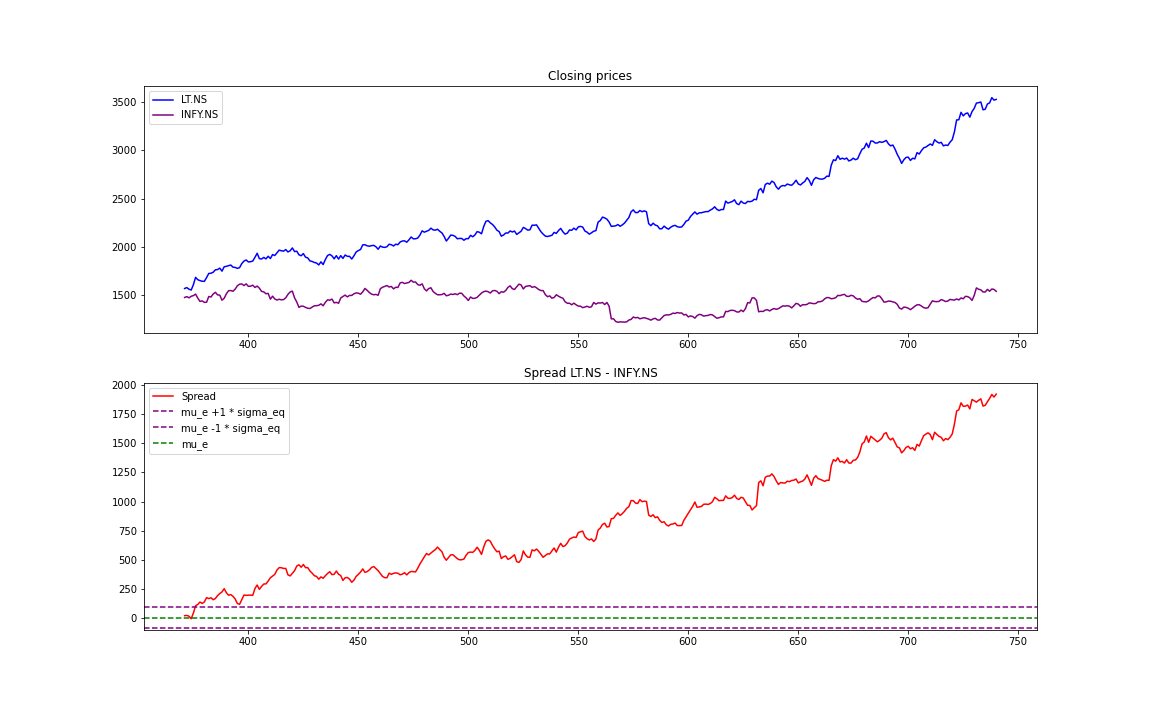 Closing prices
LT.NS
INFY.NS
3500
3000
2500
2000
1500
400 450 500 550 600 650 700 750
Spread LT.NS - INFY.NS
Spread
mu_e +1 * sigma_eq
mu_e -1 * sigma_eq
mu_e
2000
1750
1500
1250
1000
750
500
250
0
400 450 500 550 600 650 700 750